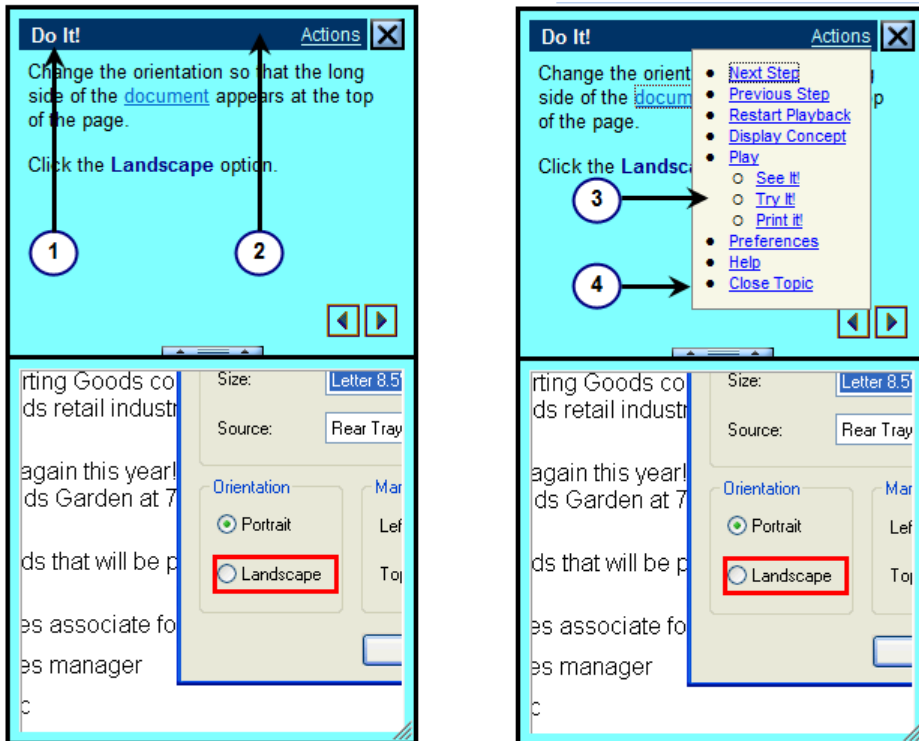 Do It! Actions
Change the orientation so that the long
side of the document appears at the top
of the page.
Click the Landscape option.
1
2
rting Goods co
ds retail industr
again this year!
ds Garden at 7
ds that will be p
es associate fo
es manager
c
Size: Letter 8.5
Source: Rear Tray
Orientation
Mar
Portrait
Lef
Landscape
To
Do It! Actions
Change the orient
side of the docum
of the page.
Click the Landsca
g
p
Next Step
Previous Step
Restart Playback
Display Concept
Play
See It!
Try It!
Print it!
Preferences
Help
Close Topic
3
4
rting Goods co
ds retail industr
again this year!
ds Garden at 7
ds that will be p
es associate fo
es manager
c
Size: Letter 8.5
Source: Rear Tray
Orientation
Mar
Portrait
Lef
Landscape
To